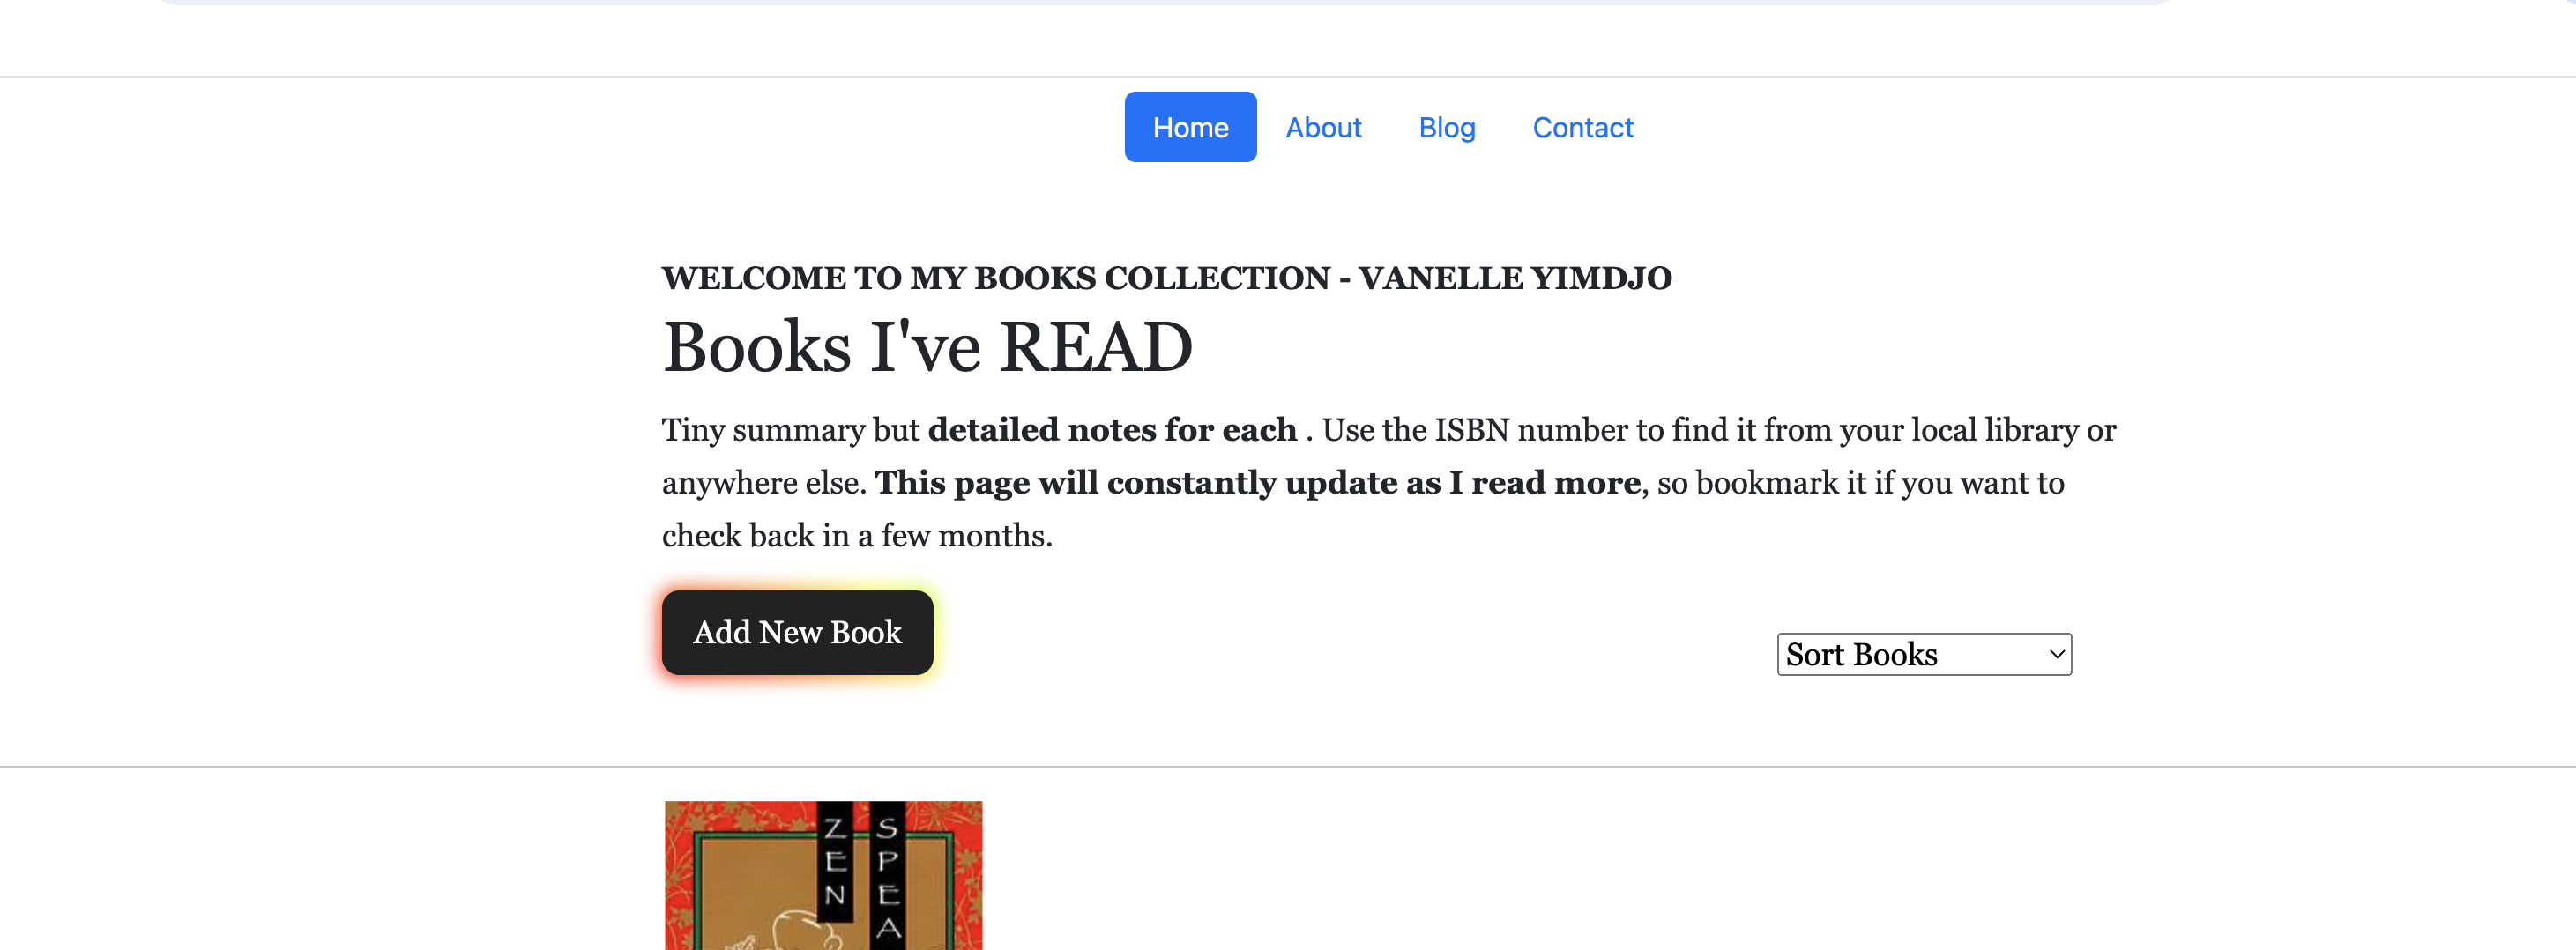 Home About Blog Contact
WELCOME TO MY BOOKS COLLECTION - VANELLE YIMDJO
Books I've READ
Tiny summary but detailed notes for each . Use the ISBN number to find it from your local library or
anywhere else. This page will constantly update as I read more, so bookmark it if you want to
check back in a few months.
Add New Book
Sort Books
ZEN
SPEA